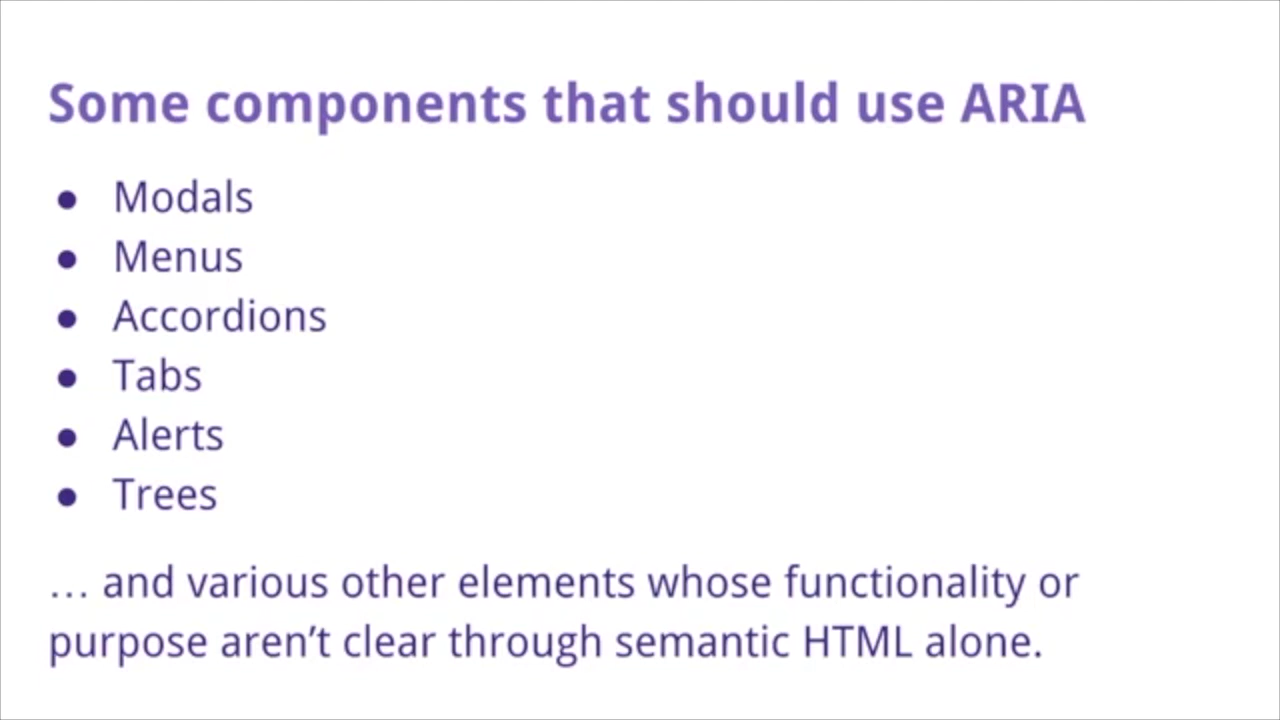 Some components that should use ARIA
● Modals
● Menus
● Accordions
● Tabs
● Alerts
● Trees
… and various other elements whose functionality or
purpose aren’t clear through semantic HTML alone.